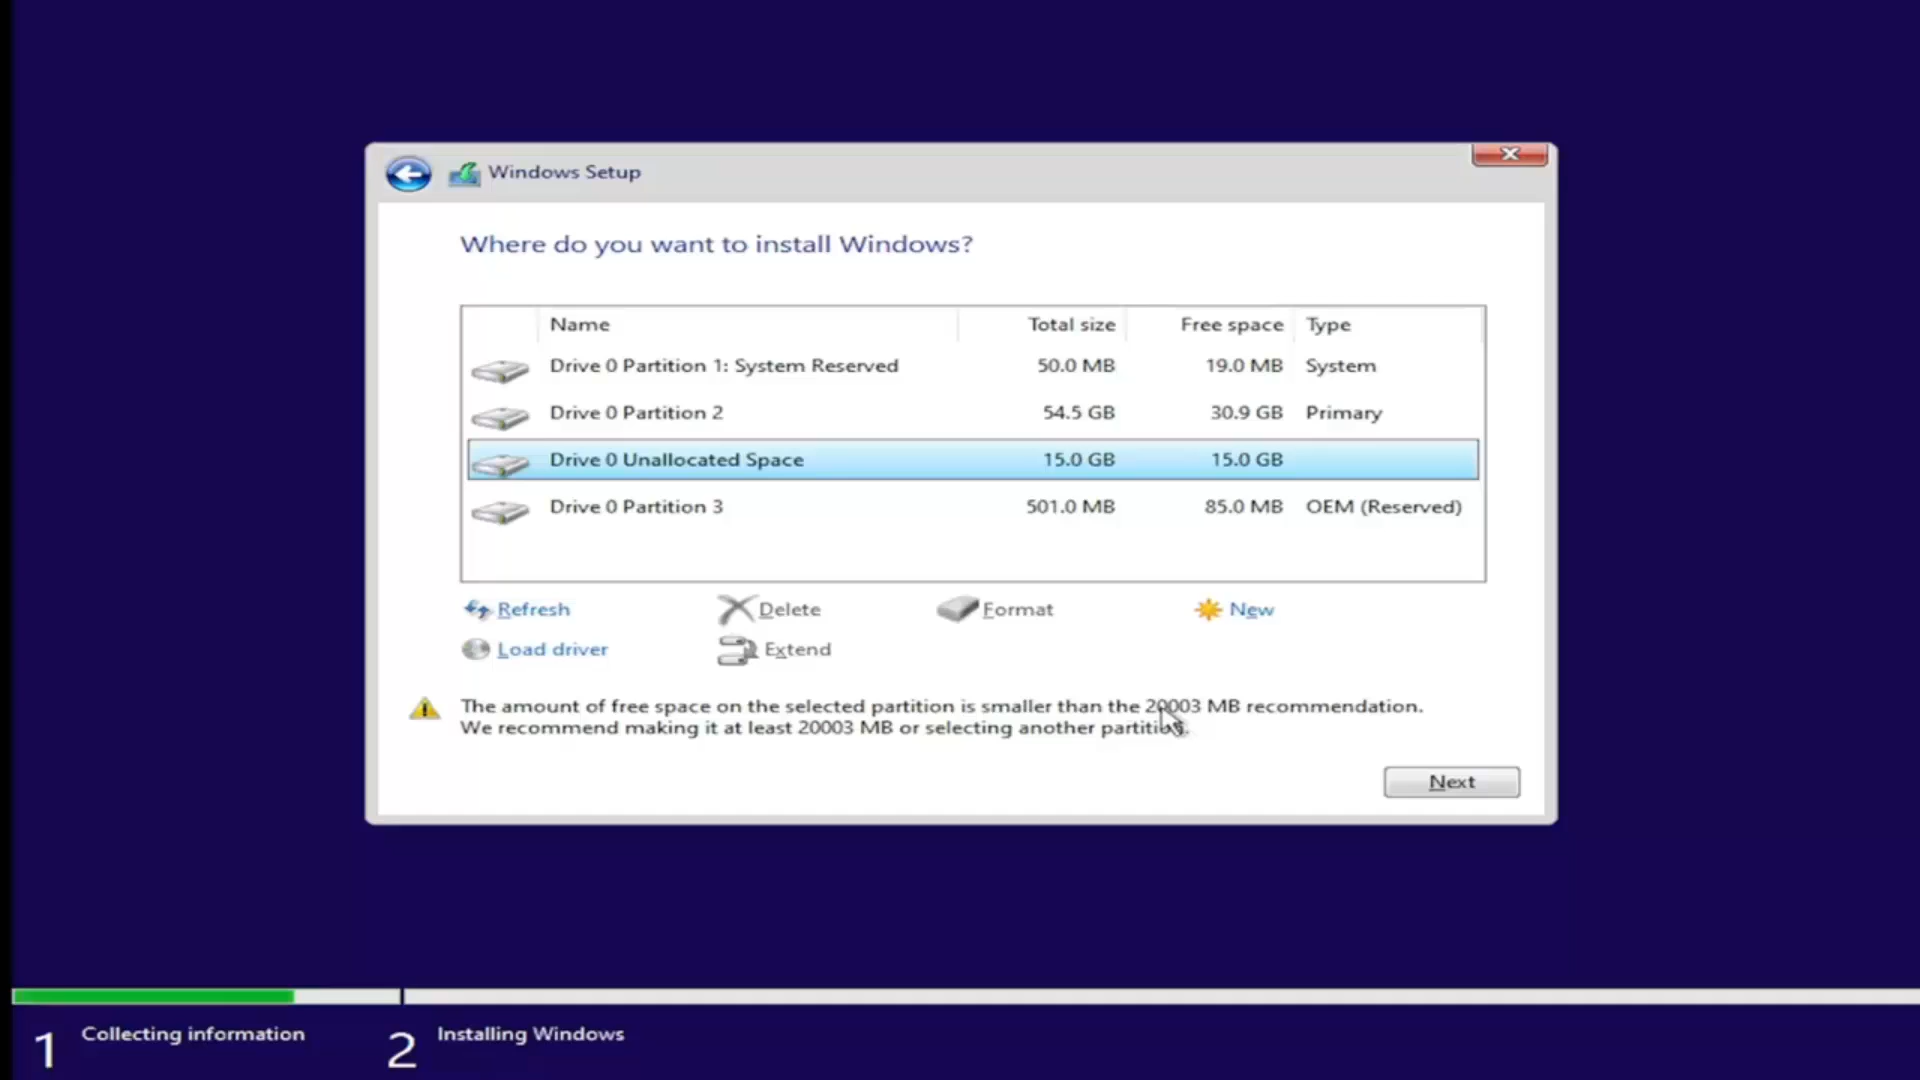 Windows Setup
Where do you want to install Windows?
Name Total size Free space Type
Drive 0 Partition 1: System Reserved 50.0 MB 19.0 MB System
Drive 0 Partition 2 54.5 GB 30.9 GB Primary
Drive 0 Unallocated Space 15.0 GB 15.0 GB
Drive 0 Partition 3 501.0 MB 85.0 MB OEM (Reserved)
Refresh Delete Format New
Load driver Extend
The amount of free space on the selected partition is smaller than the 20003 MB recommendation.
We recommend making it at least 20003 MB or selecting another partition.
Next
1 Collecting information 2 Installing Windows